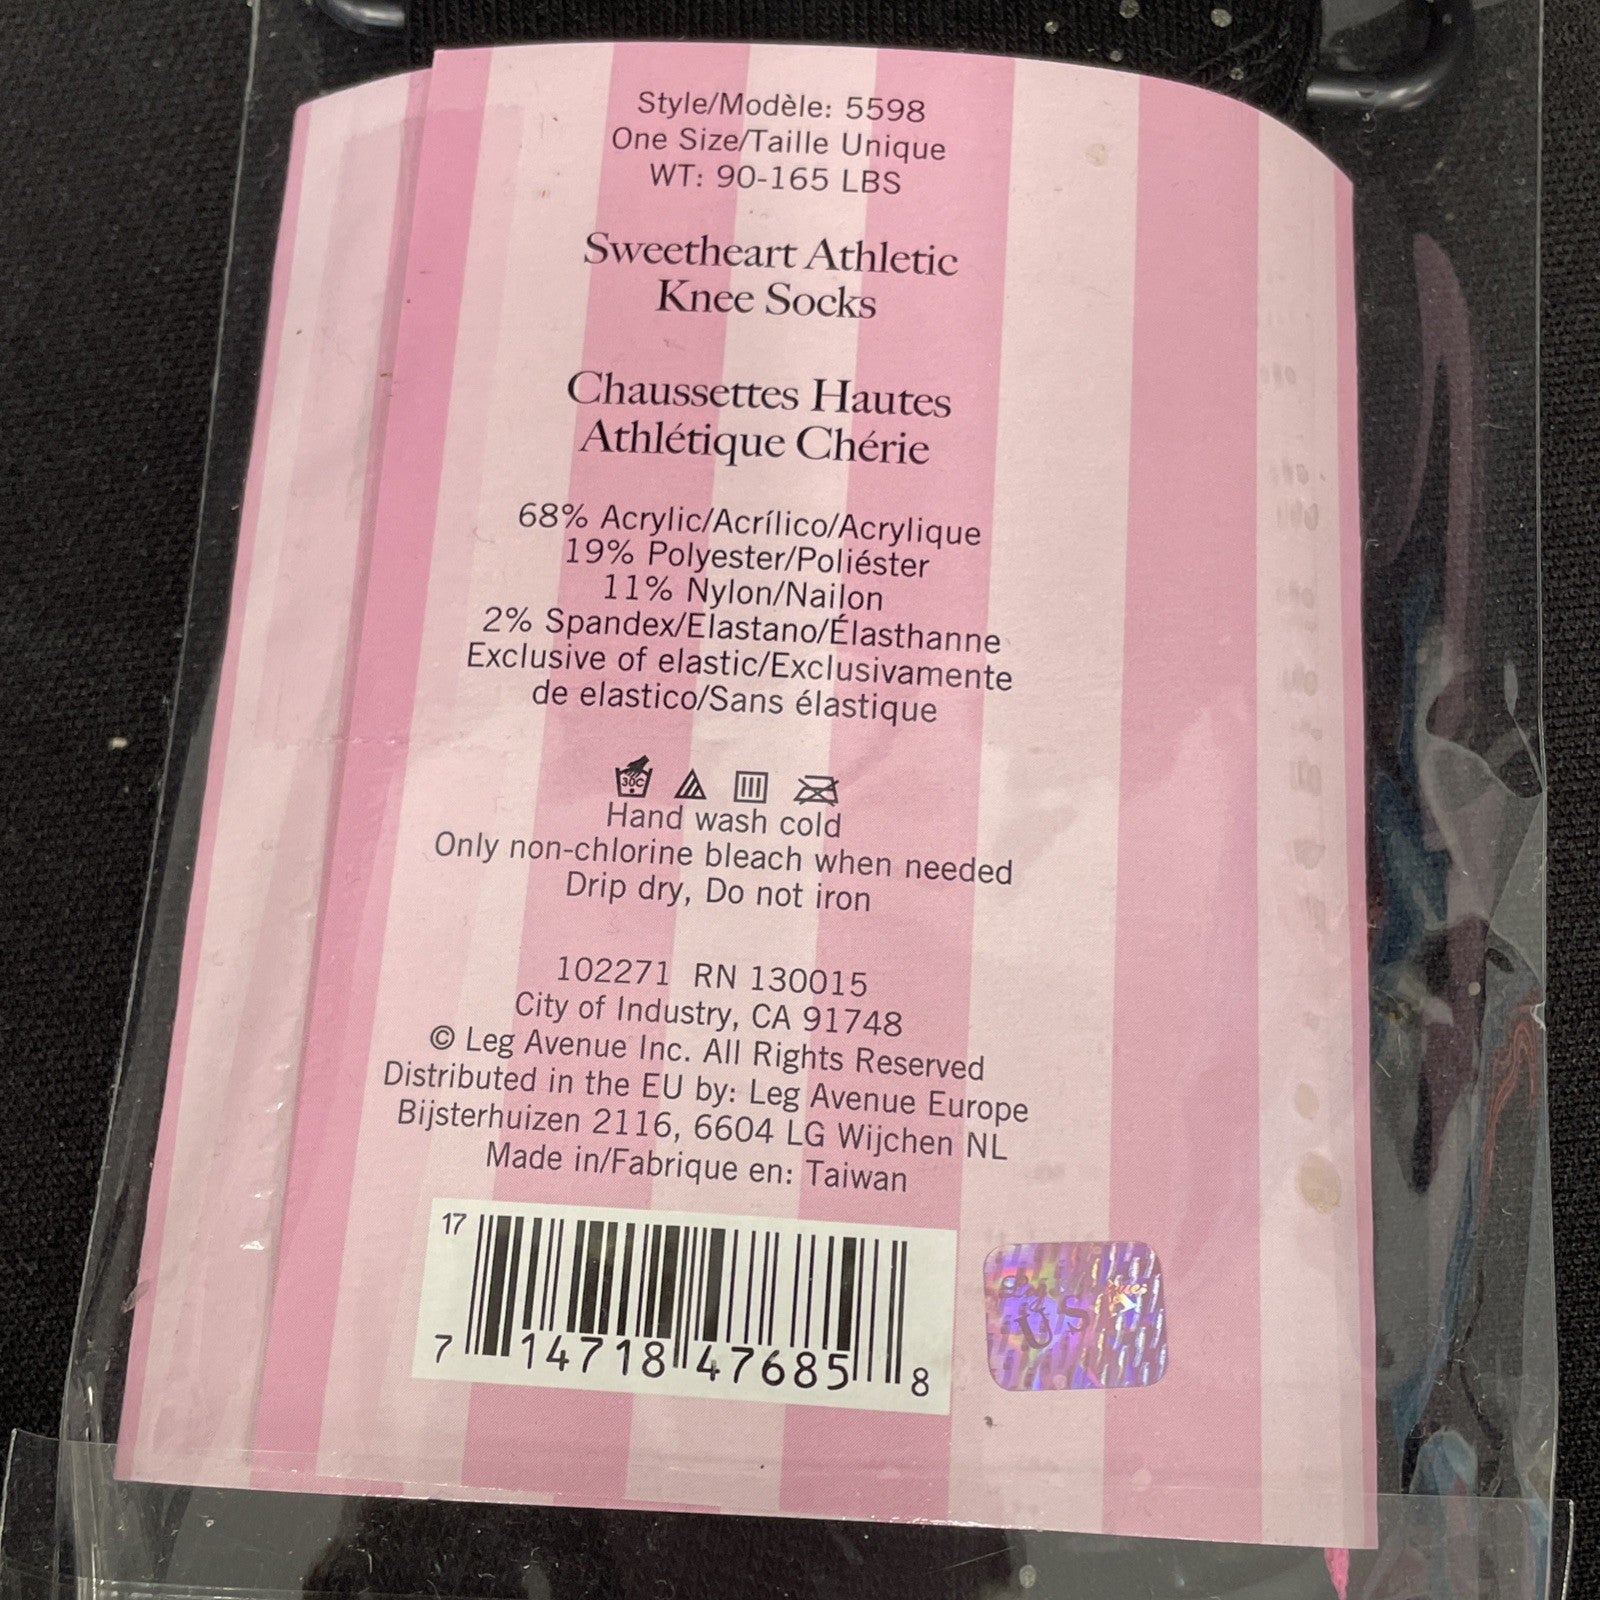 Style/Modèle: 5598
One Size/Taille Unique
WT: 90-165 LBS
Sweetheart Athletic
Knee Socks
Chaussettes Hautes
Athlétique Chérie
68% Acrylic/Acrílico/Acrylique
19% Polyester/Poliéster
11% Nylon/Nailon
2% Spandex/Elastano/Élasthanne
Exclusive of elastic/Exclusivamente
de elastico/Sans élastique
30C
Hand wash cold
Only non-chlorine bleach when needed
Drip dry, Do not iron
102271 RN 130015
City of Industry, CA 91748
© Leg Avenue Inc. All Rights Reserved
Distributed in the EU by: Leg Avenue Europe
Bijsterhuizen 2116, 6604 LG Wijchen NL
Made in/Fabrique en: Taiwan
17
7 14718 47685 8
USA